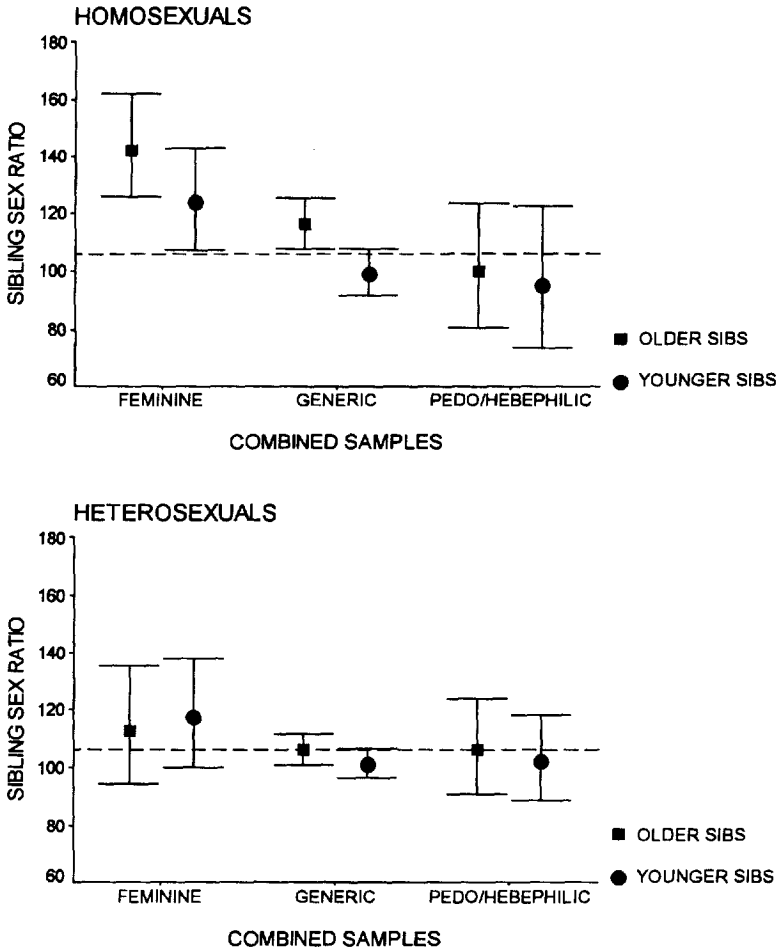 HOMOSEXUALS
SIBLING SEX RATIO
180
160
140
120
100
80
60
FEMININE GENERIC PEDO/HEBEPHILIC
COMBINED SAMPLES
OLDER SIBS
YOUNGER SIBS
HETEROSEXUALS
SIBLING SEX RATIO
180
160
140
120
100
80
60
FEMININE GENERIC PEDO/HEBEPHILIC
COMBINED SAMPLES
OLDER SIBS
YOUNGER SIBS